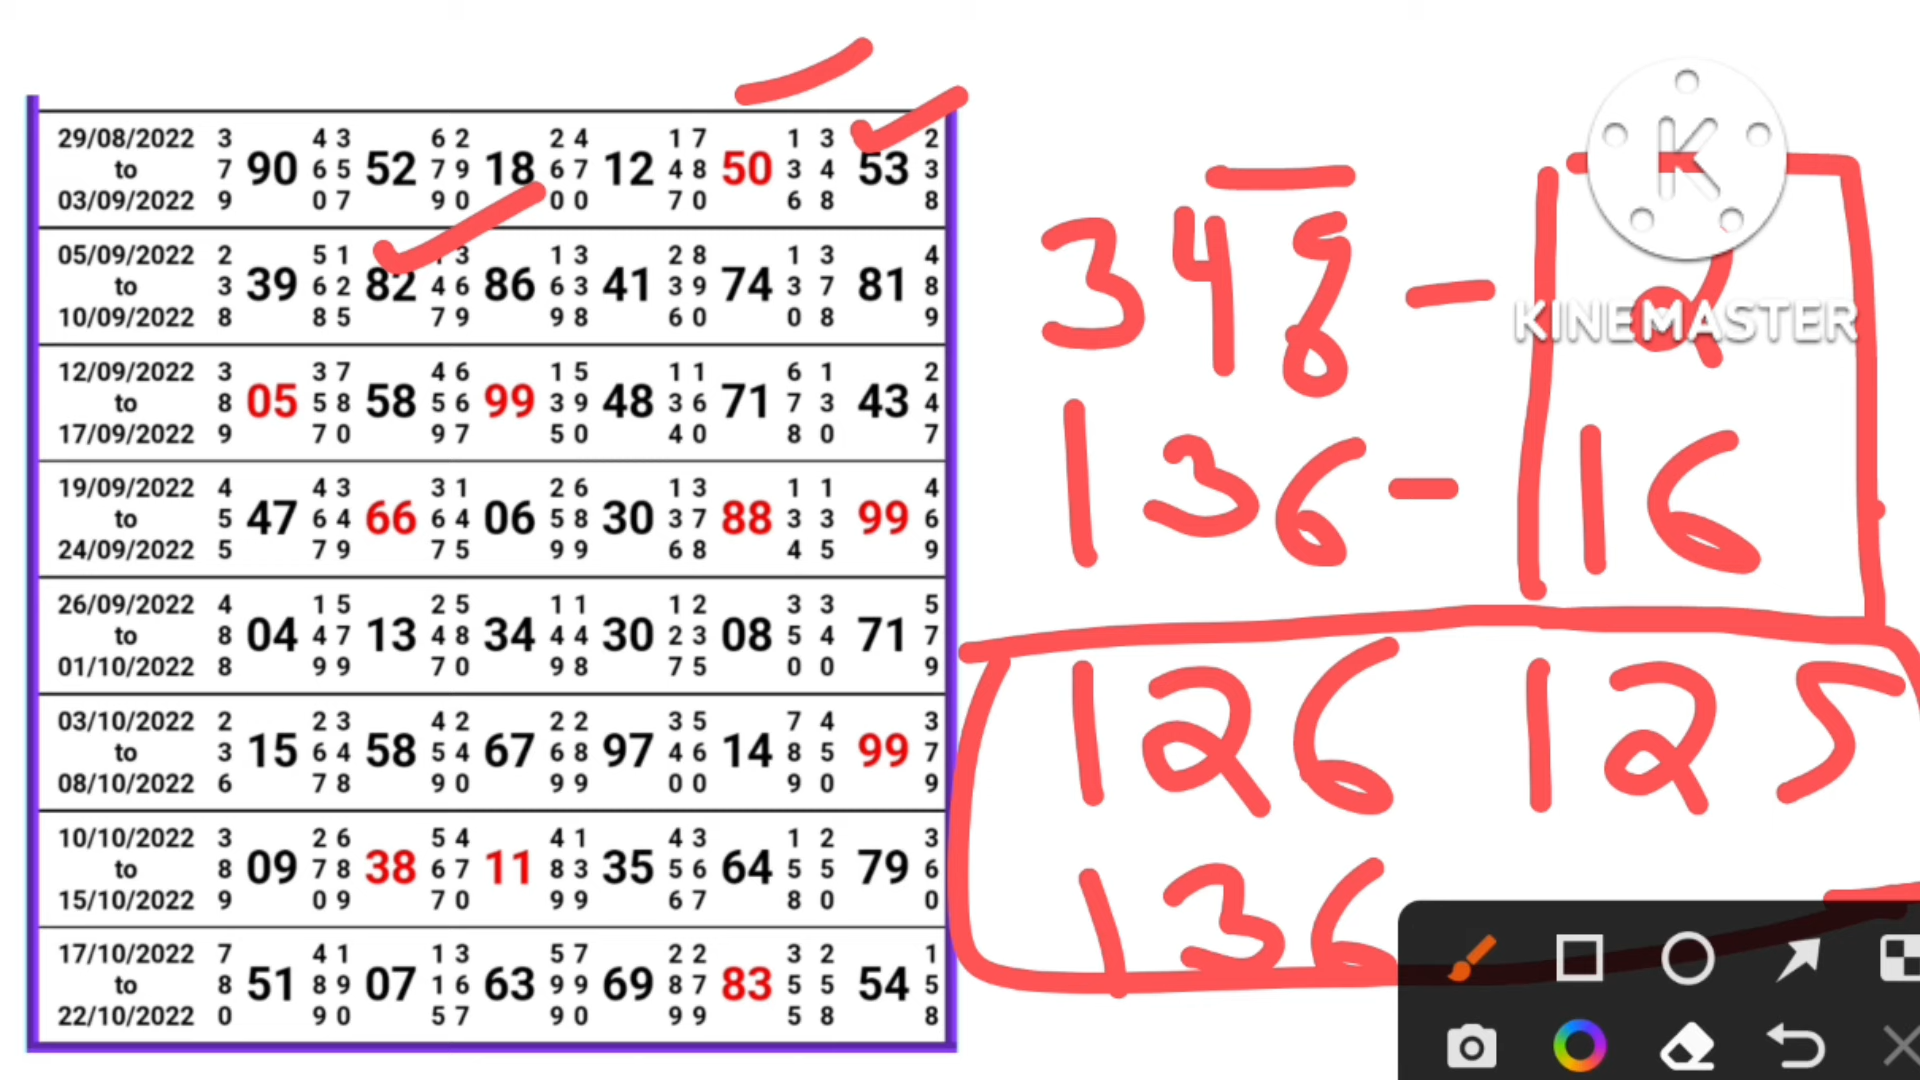 3 4 3 6 2 2 4 1 7 1 3 2
29/08/2022
to 7 90 6 5 52 7 9 18 6 7 12 4 8 50 3 4 53 3
03/09/2022 9 0 7 9 0 0 0 7 0 6 8 8
05/09/2022 2 5 1 3 1 3 2 8 1 3 4
to 3 39 6 2 82 4 6 86 6 3 41 3 9 74 3 7 81 8
10/09/2022 8 8 5 7 9 9 8 6 0 0 8 9
12/09/2022 3 3 7 4 6 1 5 1 1 6 1 2
to 8 05 5 8 58 5 6 99 3 9 48 3 6 71 7 3 43 4
17/09/2022 9 7 0 9 7 5 0 4 0 8 0 7
19/09/2022 4 4 3 3 1 2 6 1 3 1 1 4
to 5 47 6 4 66 6 4 06 5 8 30 3 7 88 3 3 99 6
24/09/2022 5 7 9 7 5 9 9 6 8 4 5 9
26/09/2022 4 1 5 2 5 1 1 1 2 3 3 5
to 8 04 4 7 13 4 8 34 4 4 30 2 3 08 5 4 71 7
01/10/2022 8 9 9 7 0 9 8 7 5 0 0 9
03/10/2022 2 2 3 4 2 2 2 3 5 7 4 3
to 3 15 6 4 58 5 4 67 6 8 97 4 6 14 8 5 99 7
08/10/2022 6 7 8 9 0 9 9 0 0 9 0 9
10/10/2022 3 2 6 5 4 4 1 4 3 1 2 3
to 8 09 7 8 38 6 7 11 8 3 35 5 6 64 5 5 79 6
15/10/2022 9 0 9 7 0 9 9 6 7 8 0 0
17/10/2022 7 4 1 1 3 5 7 2 2 3 2 1
to 8 51 8 9 07 1 6 63 9 9 69 8 7 83 5 5 54 5
22/10/2022 0 9 0 5 7 9 0 9 9 5 8 8
348 -
K
KINEMASTER
136 - 16
126 125
136